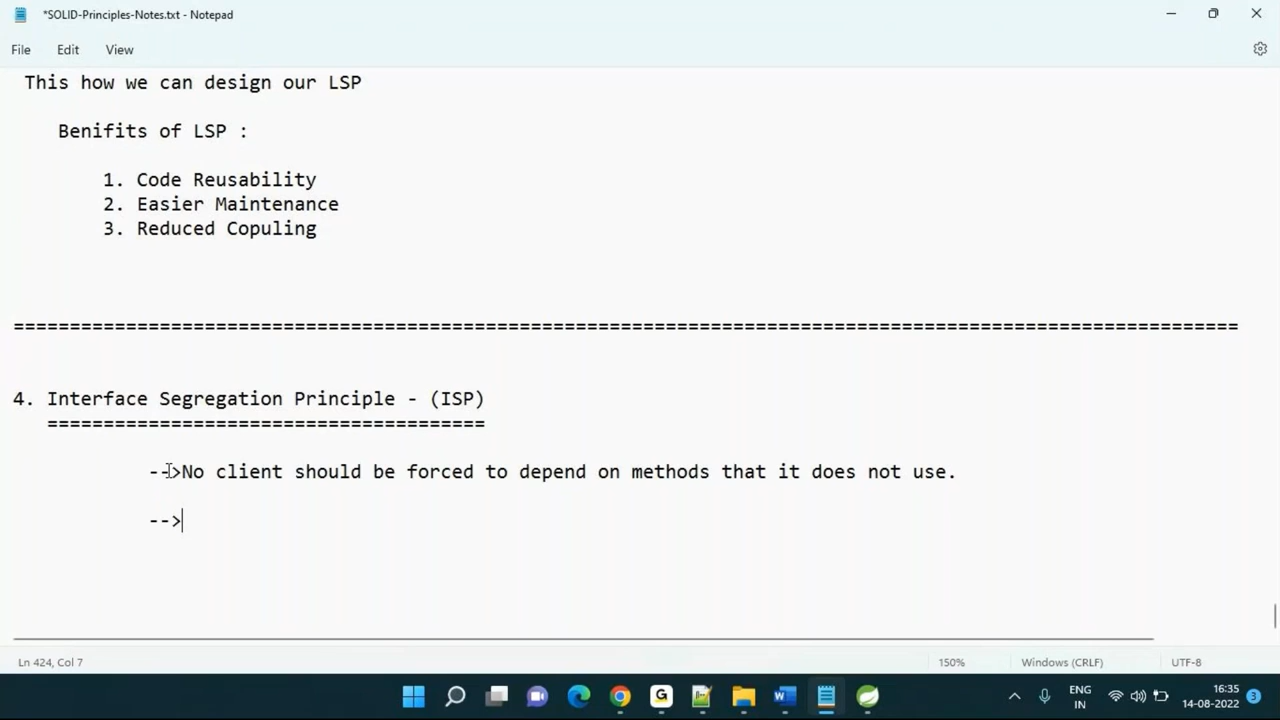 *SOLID-Principles-Notes.txt - Notepad
File Edit View
This how we can design our LSP
Benifits of LSP :
1. Code Reusability
2. Easier Maintenance
3. Reduced Copuling
=============================================================================================================
4. Interface Segregation Principle - (ISP)
=======================================
-->No client should be forced to depend on methods that it does not use.
-->
Ln 424, Col 7 150% Windows (CRLF) UTF-8
ENG
IN
16:35
14-08-2022
3